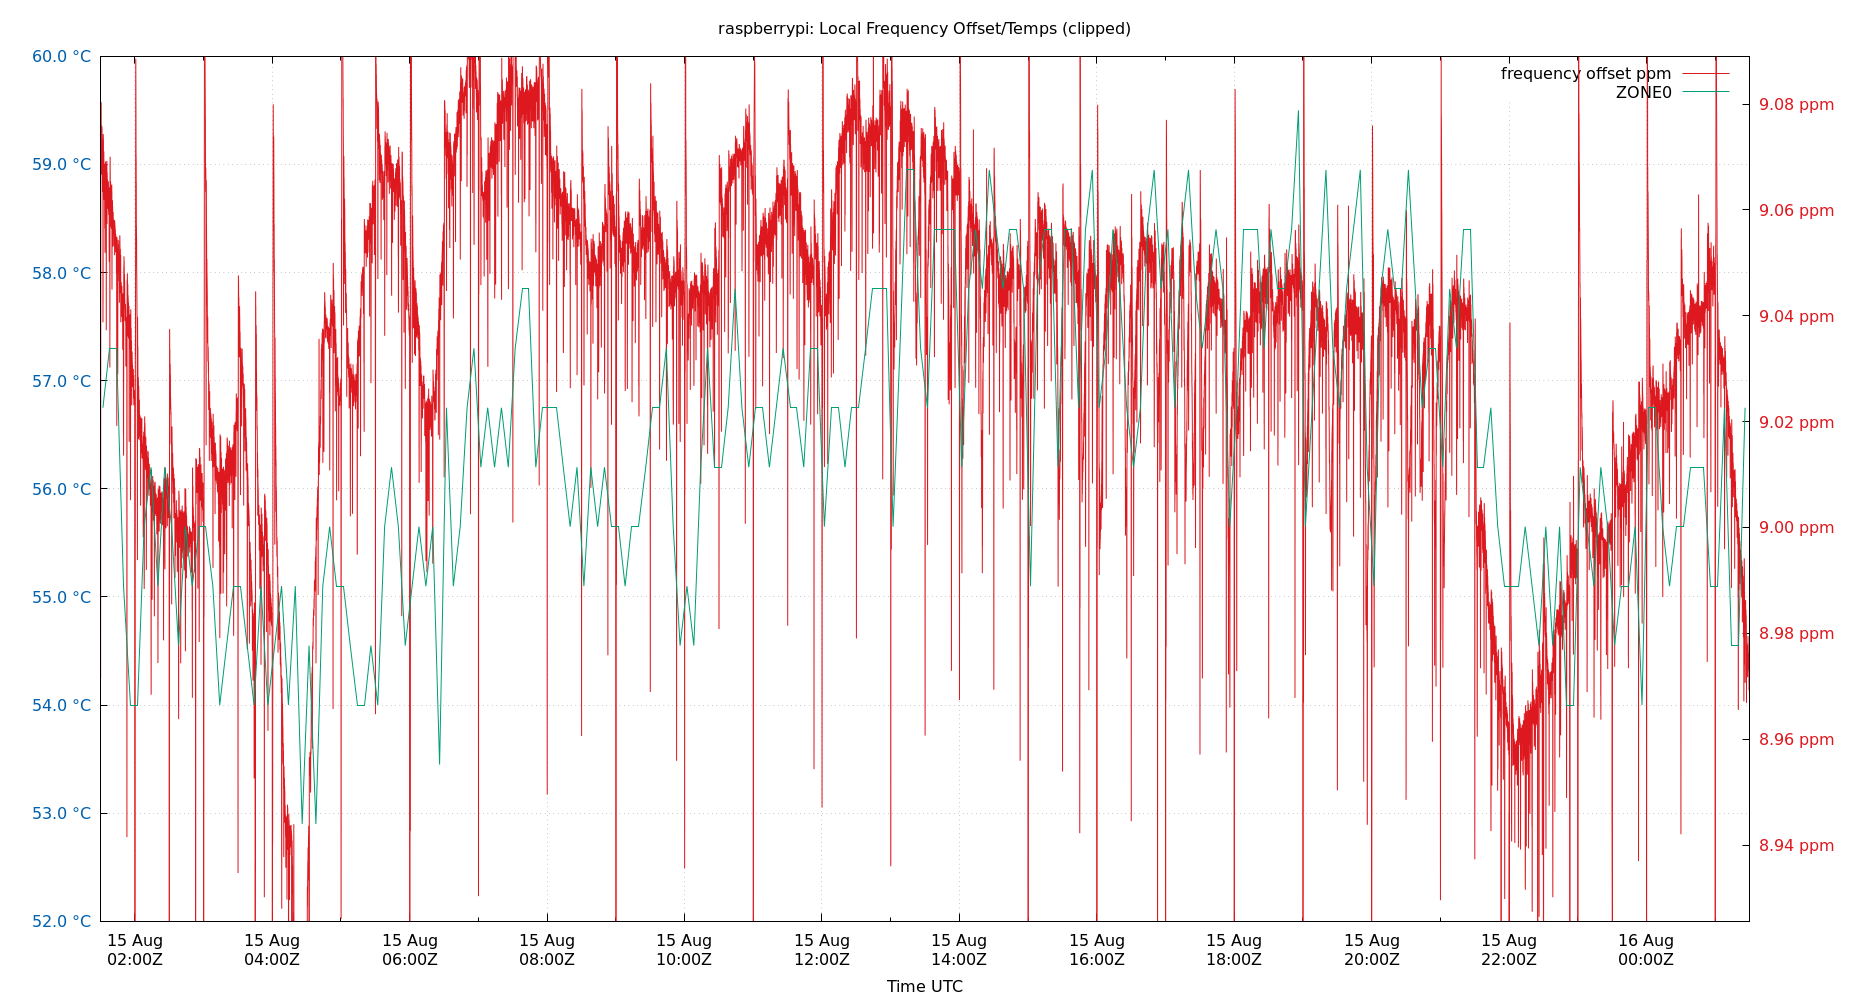 raspberrypi: Local Frequency Offset/Temps (clipped)
frequency offset ppm
ZONE0
60.0 °C
59.0 °C
58.0 °C
57.0 °C
56.0 °C
55.0 °C
54.0 °C
53.0 °C
52.0 °C
9.08 ppm
9.06 ppm
9.04 ppm
9.02 ppm
9.00 ppm
8.98 ppm
8.96 ppm
8.94 ppm
15 Aug 15 Aug 15 Aug 15 Aug 15 Aug 15 Aug 15 Aug 15 Aug 15 Aug 15 Aug 15 Aug 16 Aug
02:00Z 04:00Z 06:00Z 08:00Z 10:00Z 12:00Z 14:00Z 16:00Z 18:00Z 20:00Z 22:00Z 00:00Z
Time UTC